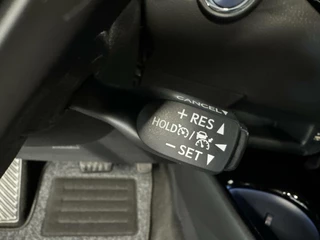 CANCEL
+ RES ▲
HOLD / ◀
– SET ▼